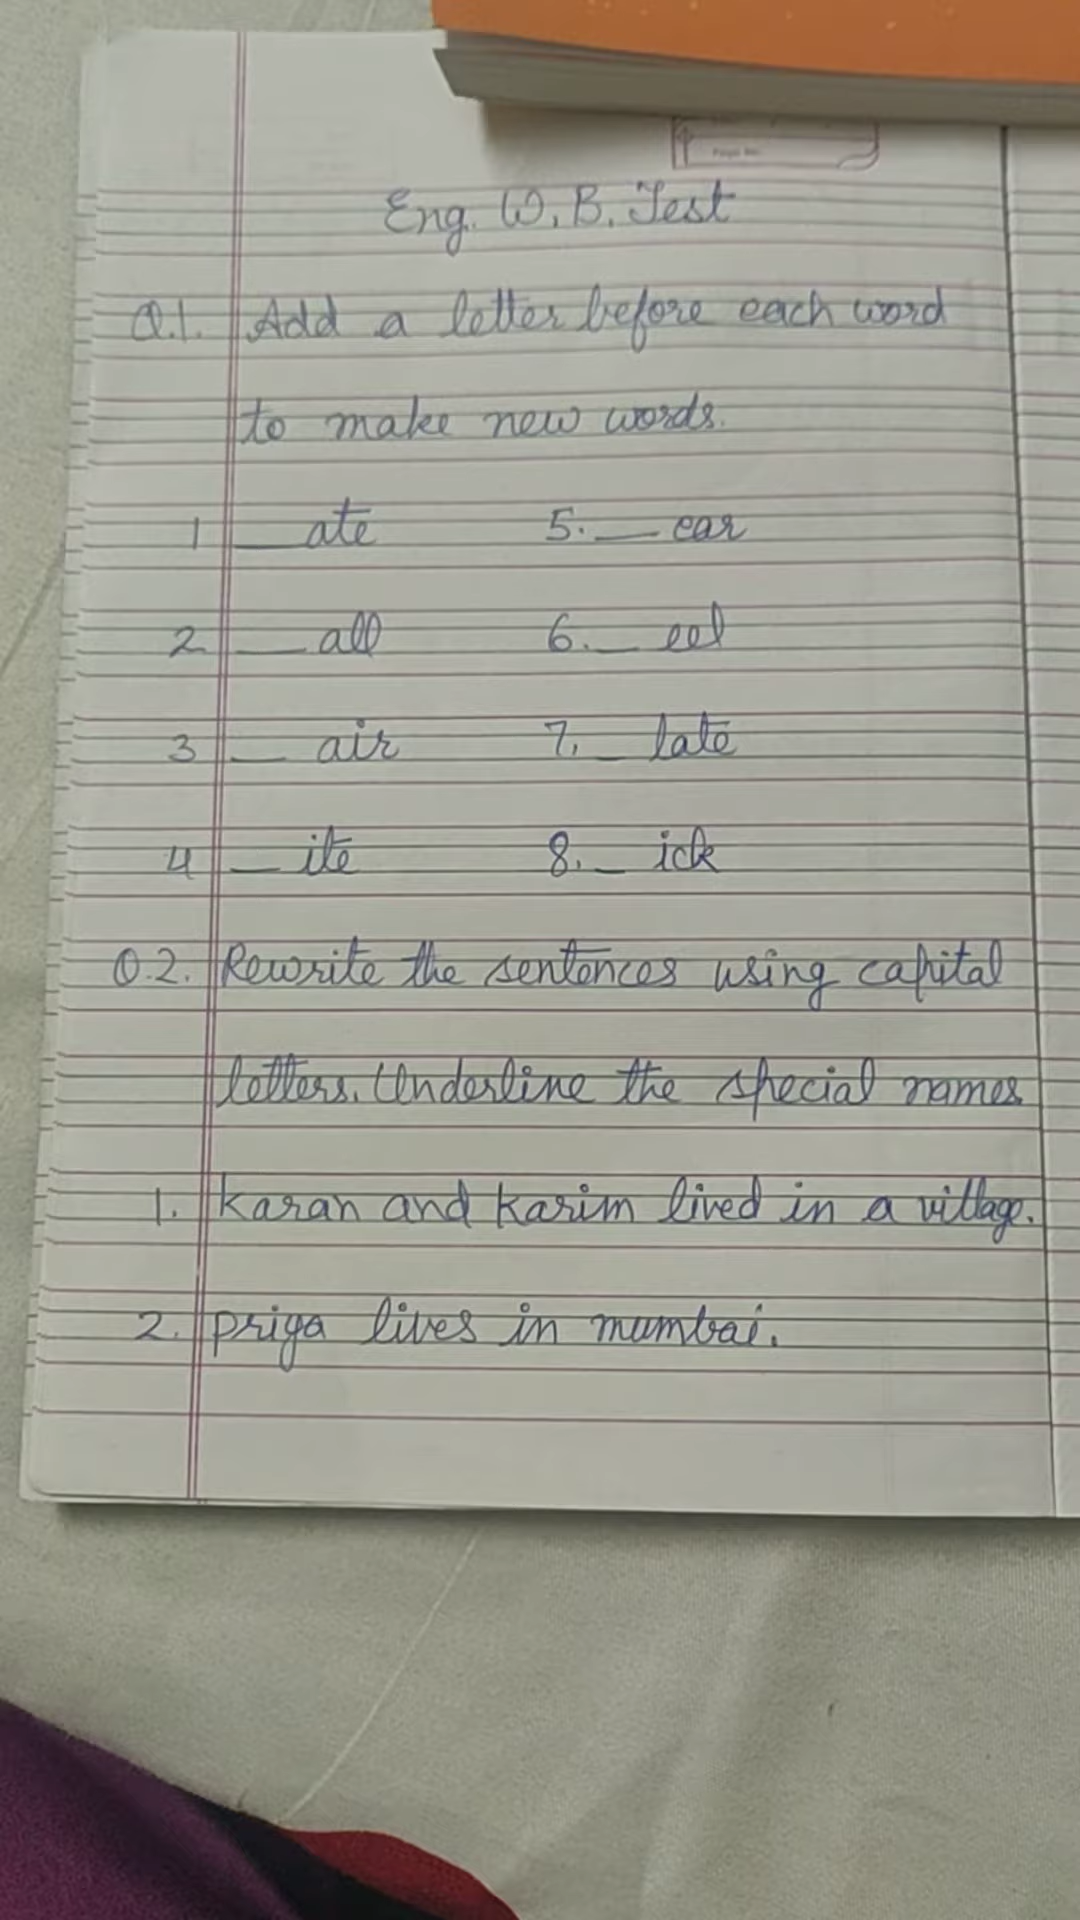 Page No.
Eng. W. B. Test
Q.1. Add a letter before each word
to make new words.
1 __ ate 5. __ ear
2 __ all 6. __ eel
3 __ air 7. __ late
4 __ ite 8. __ ick
Q.2. Rewrite the sentences using capital
letters. Underline the special names
1. karan and karim lived in a village.
2. priya lives in mumbai.